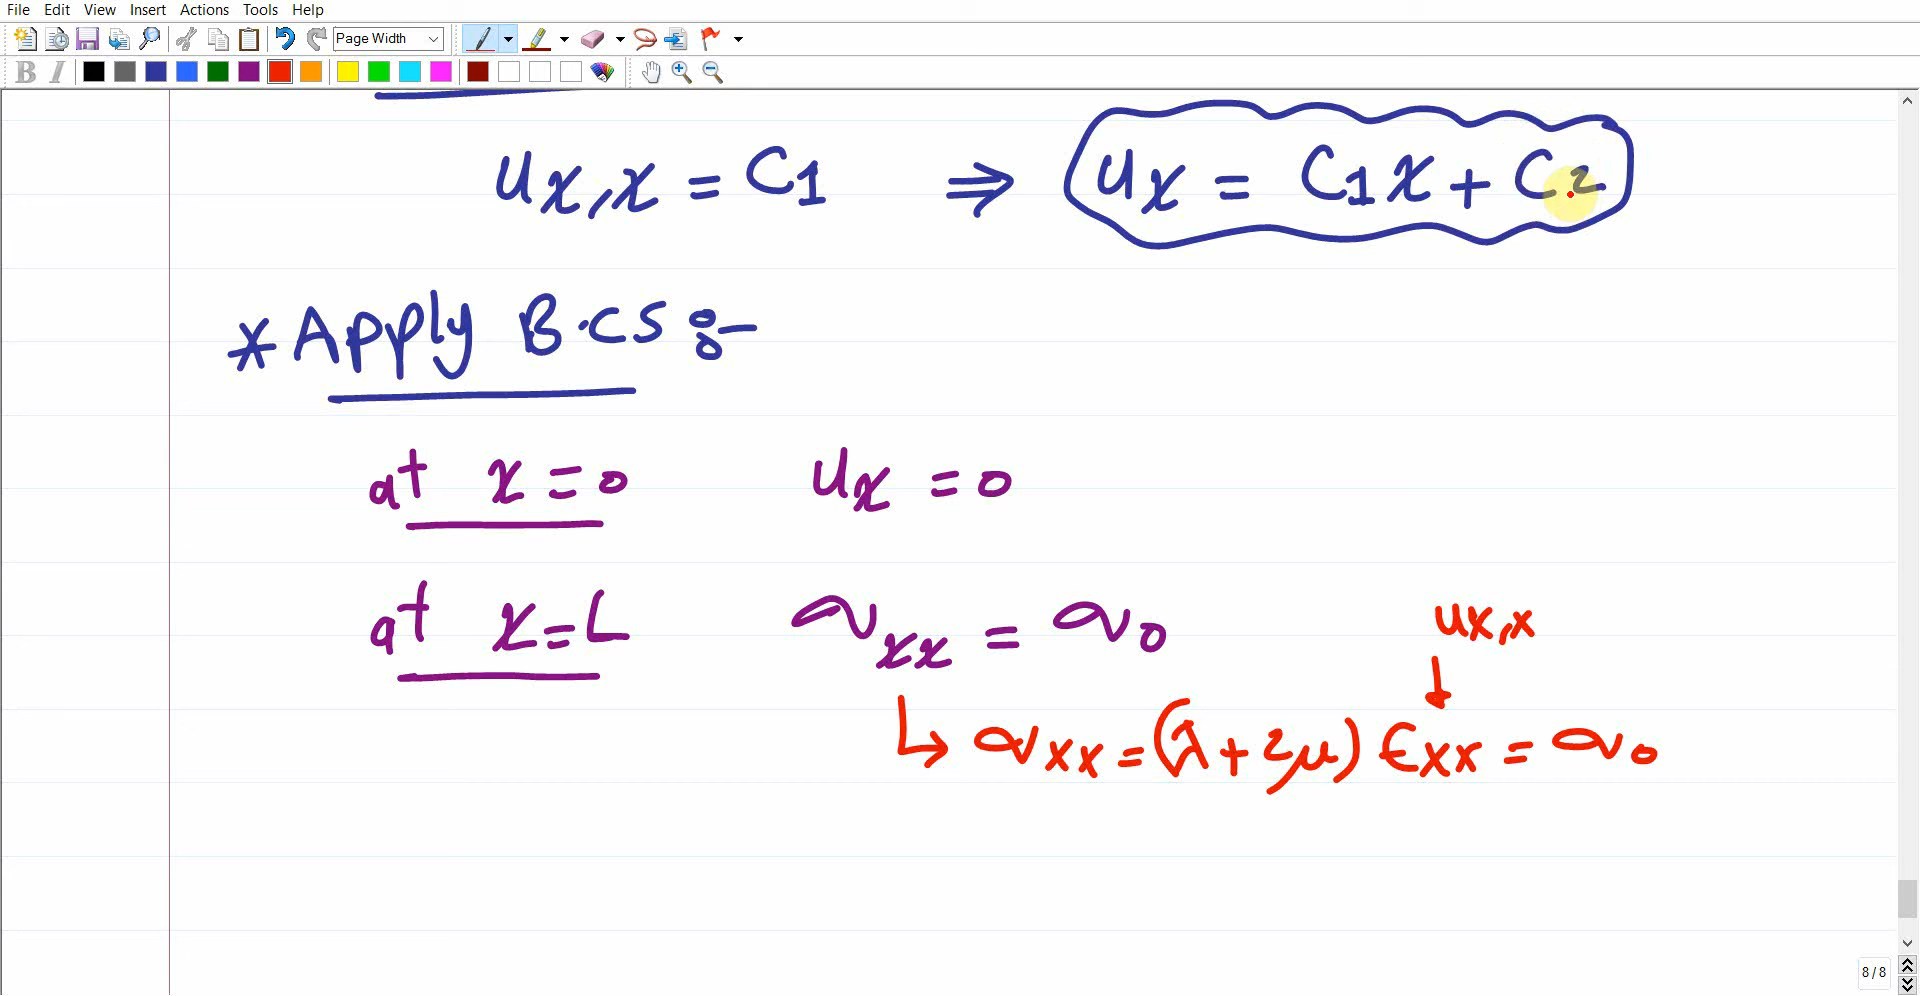 File Edit View Insert Actions Tools Help
Page Width
B I
ux,x = C1 ⇒ ux = C1x + C2
* Apply B.CS :-
at x=0 ux = 0
at x=L σxx = σ0
ux,x
↓
↳ σxx = (λ+2μ) ϵxx = σ0
8 / 8